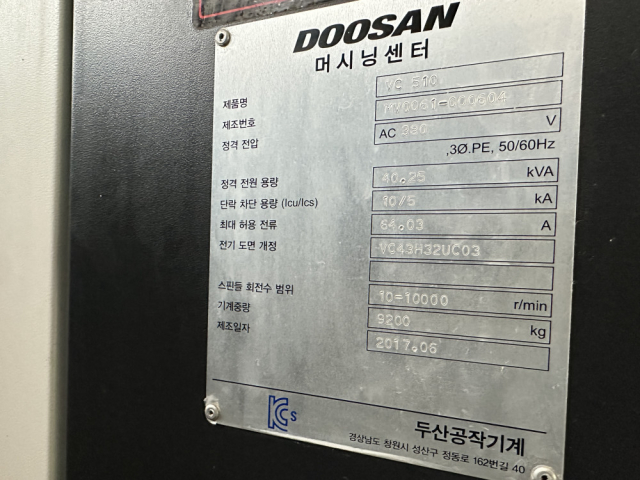 DOOSAN
머시닝센터
제품명 VC 510
제조번호 MV0061-000604
정격 전압 AC 380 V
,3Ø.PE, 50/60Hz
정격 전원 용량 40.25 kVA
단락 차단 용량 (Icu/Ics) 10/5 kA
최대 허용 전류 64.03 A
전기 도면 개정 VC43H32UC03
스핀들 회전수 범위 10-10000 r/min
기계중량 9200 kg
제조일자 2017.06
KCs
두산공작기계
경상남도 창원시 성산구 정동로 162번길 40